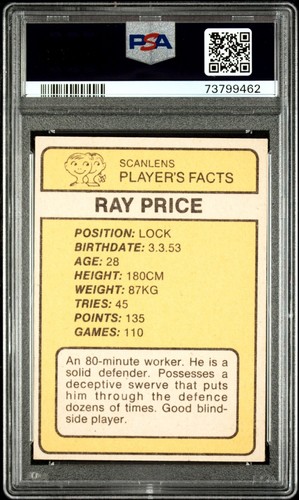 PSA
73799462
SCANLENS
PLAYER'S FACTS
RAY PRICE
POSITION: LOCK
BIRTHDATE: 3.3.53
AGE: 28
HEIGHT: 180CM
WEIGHT: 87KG
TRIES: 45
POINTS: 135
GAMES: 110
An 80-minute worker. He is a
solid defender. Possesses a
deceptive swerve that puts
him through the defence
dozens of times. Good blind-
side player.